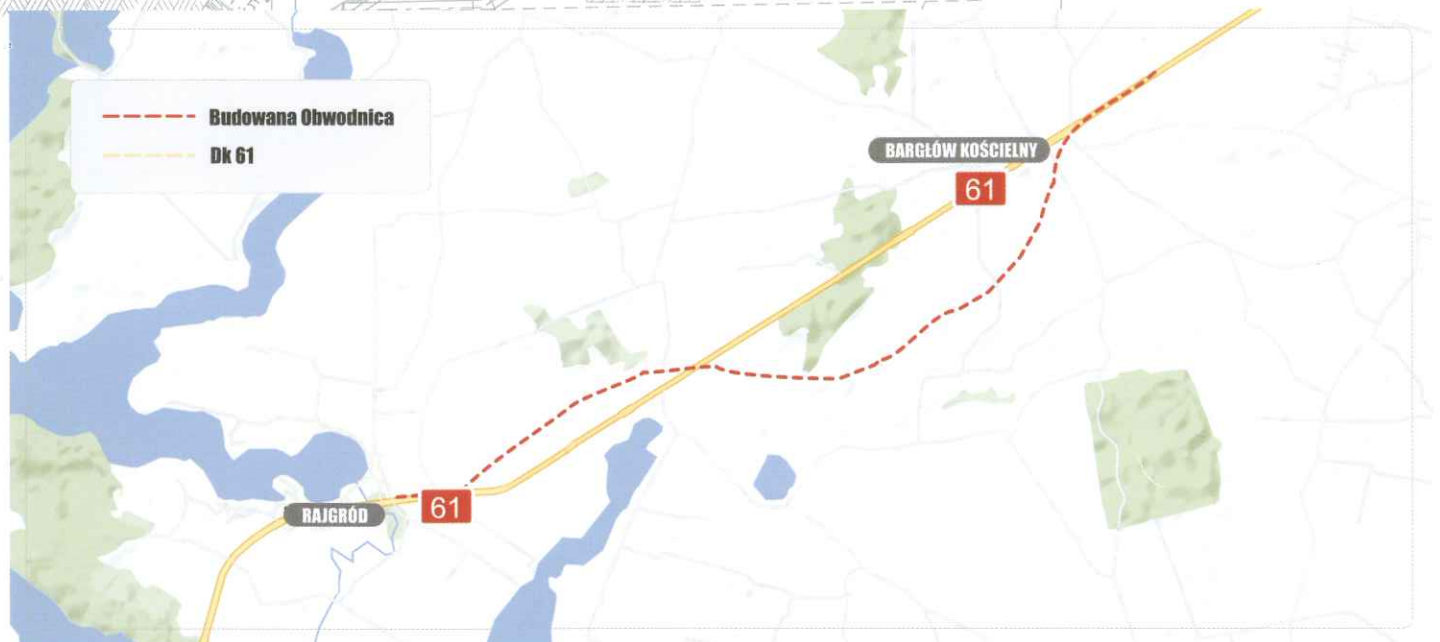 Budowana Obwodnica
Dk 61
BARGŁÓW KOŚCIELNY
61
RAJGRÓD
61